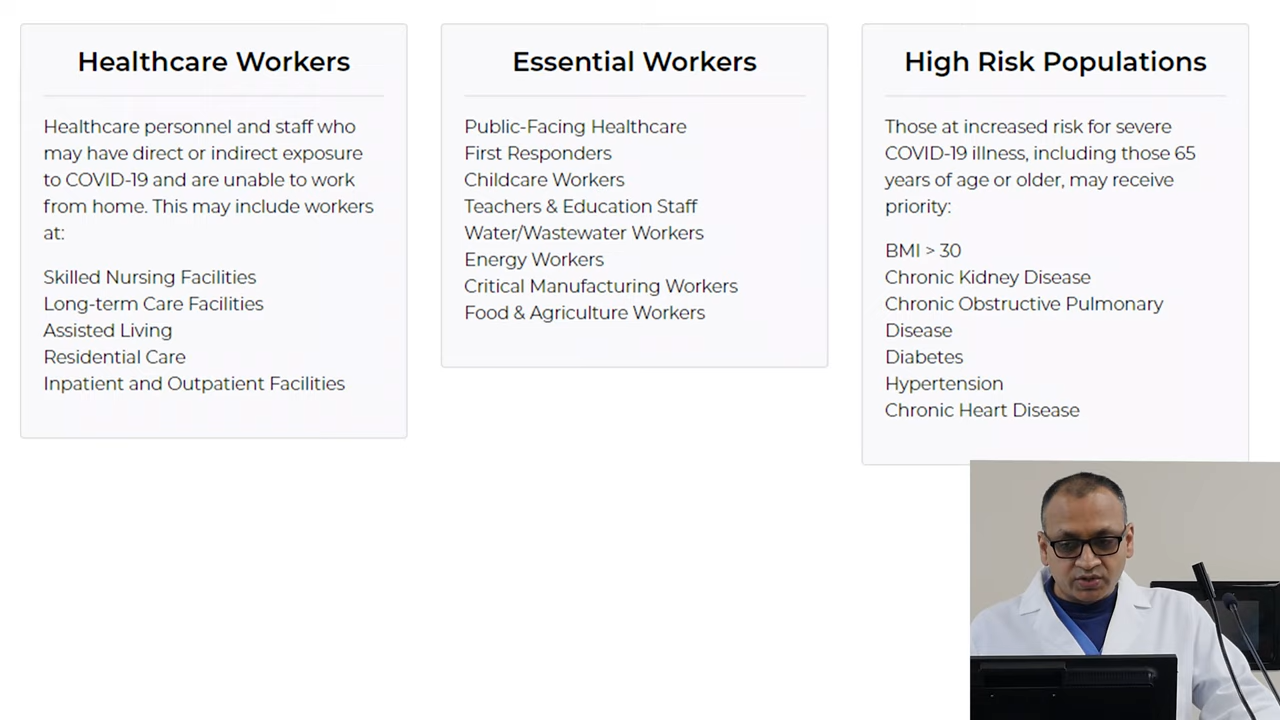 Healthcare Workers
Healthcare personnel and staff who
may have direct or indirect exposure
to COVID-19 and are unable to work
from home. This may include workers
at:
Skilled Nursing Facilities
Long-term Care Facilities
Assisted Living
Residential Care
Inpatient and Outpatient Facilities
Essential Workers
Public-Facing Healthcare
First Responders
Childcare Workers
Teachers & Education Staff
Water/Wastewater Workers
Energy Workers
Critical Manufacturing Workers
Food & Agriculture Workers
High Risk Populations
Those at increased risk for severe
COVID-19 illness, including those 65
years of age or older, may receive
priority:
BMI > 30
Chronic Kidney Disease
Chronic Obstructive Pulmonary
Disease
Diabetes
Hypertension
Chronic Heart Disease